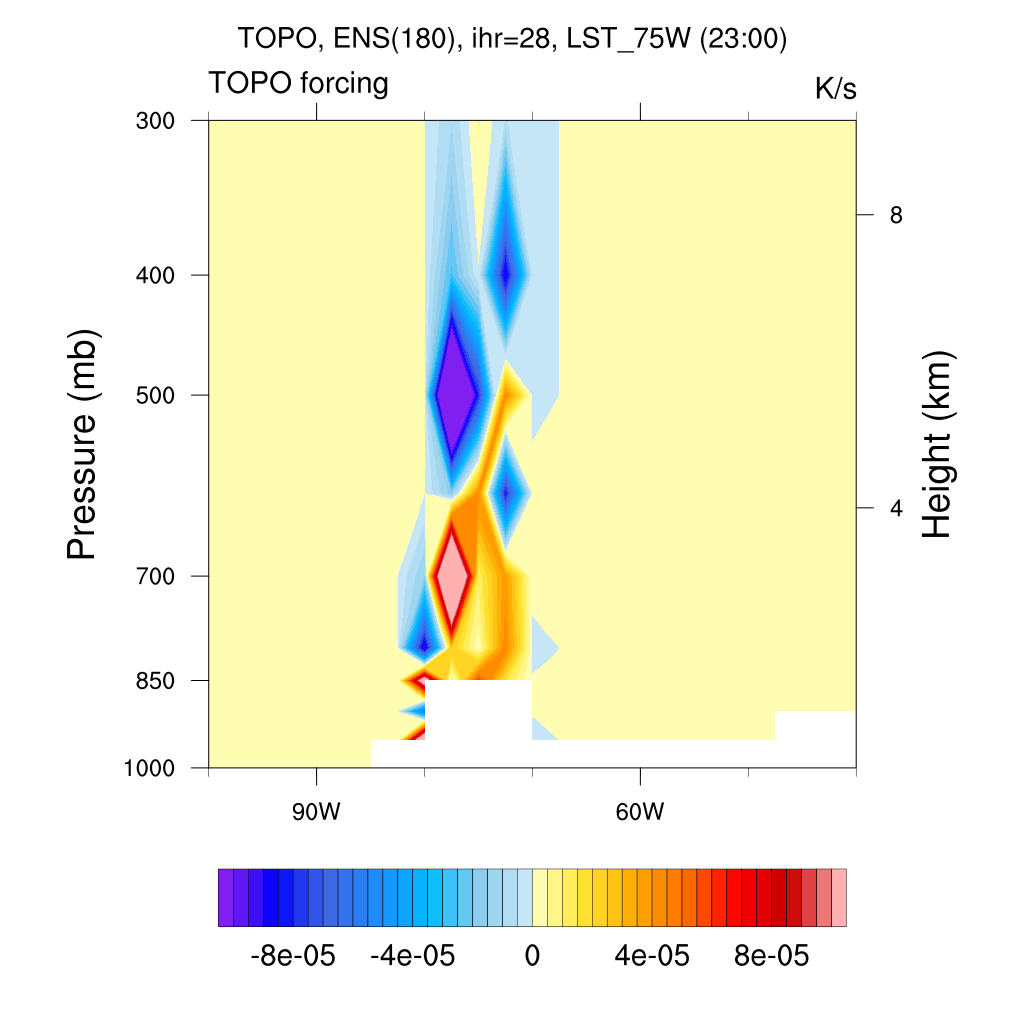 TOPO, ENS(180), ihr=28, LST_75W (23:00)
TOPO forcing
K/s
300
400
500
700
850
1000
Pressure (mb)
8
4
Height (km)
90W
60W
-8e-05
-4e-05
0
4e-05
8e-05